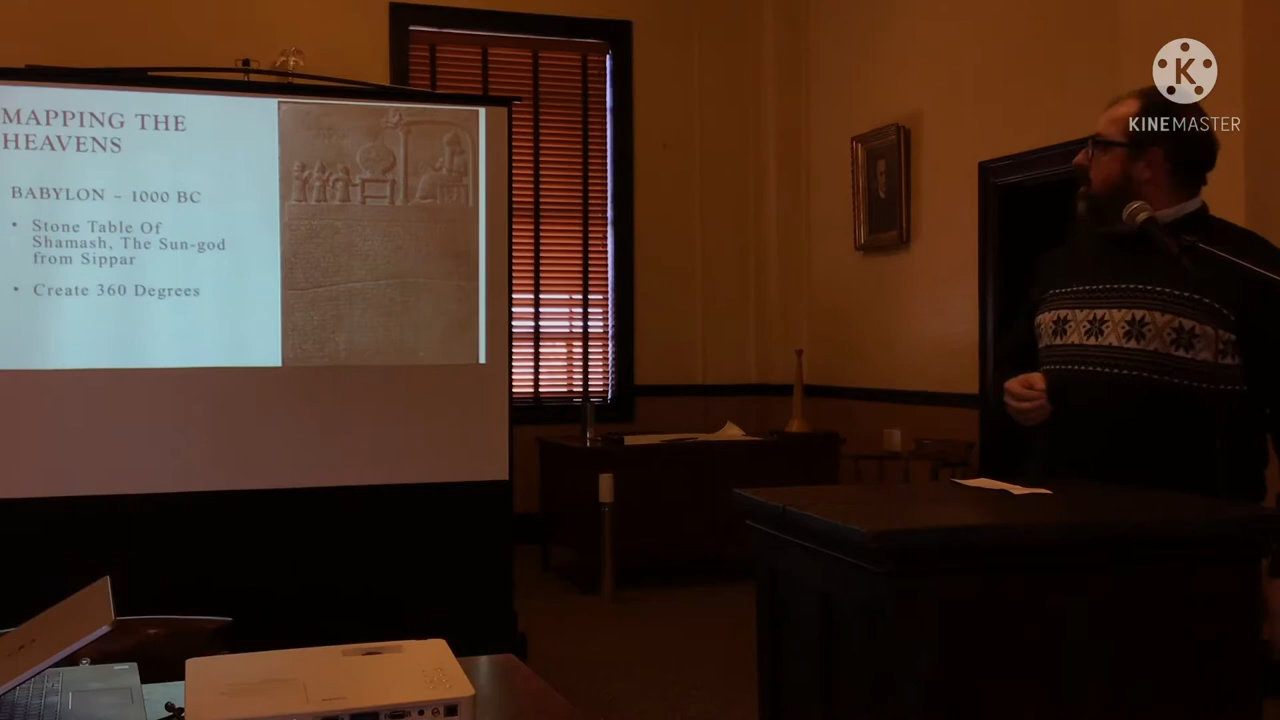 MAPPING THE
HEAVENS
BABYLON – 1000 BC
• Stone Table Of
Shamash, The Sun-god
from Sippar
• Create 360 Degrees
K
KINEMASTER